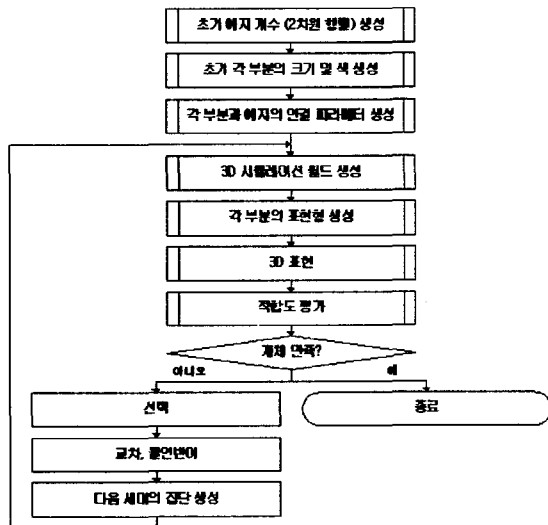 초기 에지 개수 (2차원 행렬) 생성
초기 각 부분의 크기 및 색 생성
각 부분과 에지의 연결 파라메터 생성
3D 시뮬레이션 월드 생성
각 부분의 표현형 생성
3D 표현
적합도 평가
개체 만족?
아니오
예
선택
종료
교차, 돌연변이
다음 세대의 집단 생성